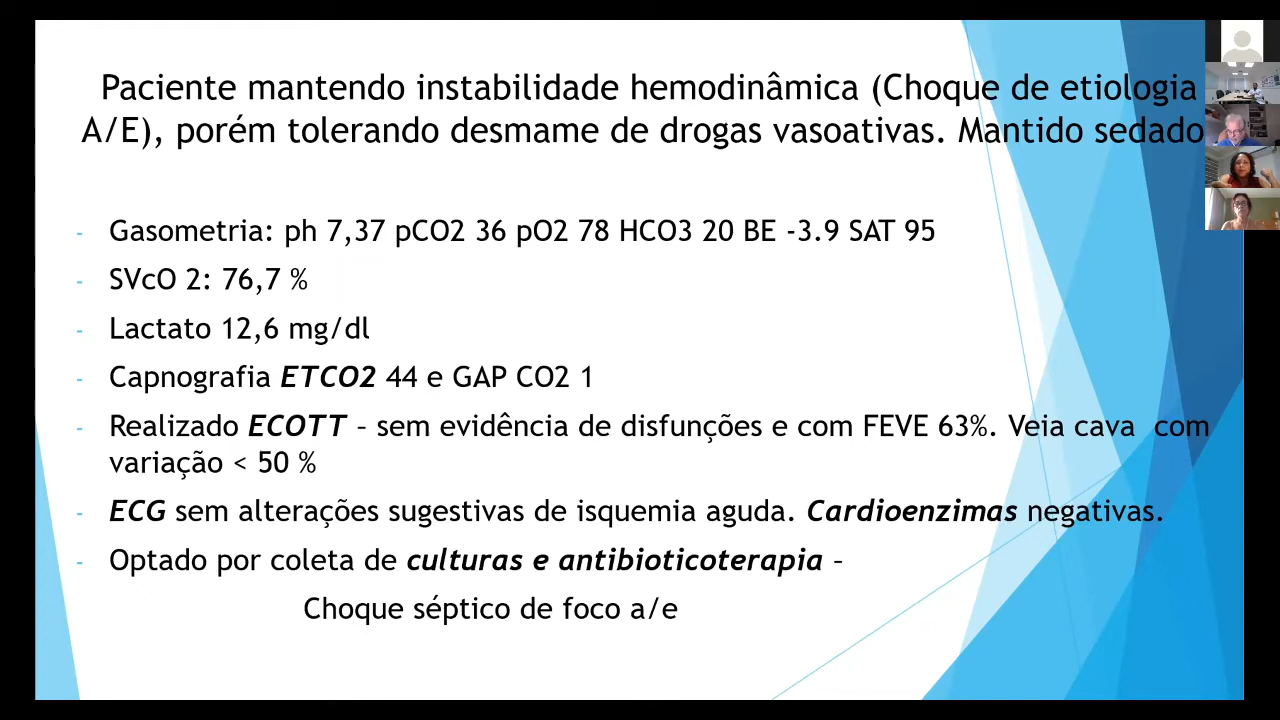 Paciente mantendo instabilidade hemodinâmica (Choque de etiologia
A/E), porém tolerando desmame de drogas vasoativas. Mantido sedado
- Gasometria: ph 7,37 pCO2 36 pO2 78 HCO3 20 BE -3.9 SAT 95
- SVcO 2: 76,7 %
- Lactato 12,6 mg/dl
- Capnografia ETCO2 44 e GAP CO2 1
- Realizado ECOTT – sem evidência de disfunções e com FEVE 63%. Veia cava com
variação < 50 %
- ECG sem alterações sugestivas de isquemia aguda. Cardioenzimas negativas.
- Optado por coleta de culturas e antibioticoterapia –
Choque séptico de foco a/e